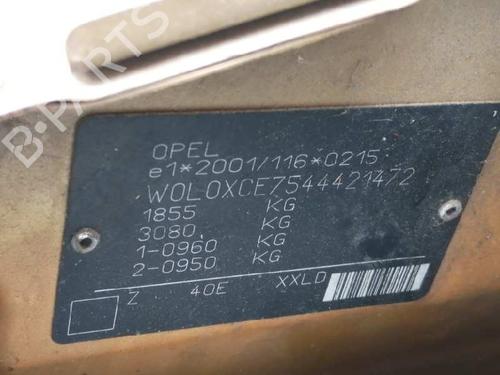 B-PARTS
OPEL
e1*2001/116*0215
W0L0XCE7544421472
1855 KG
3080 KG
1-0960 KG
2-0950 KG
Z 40E XXLD